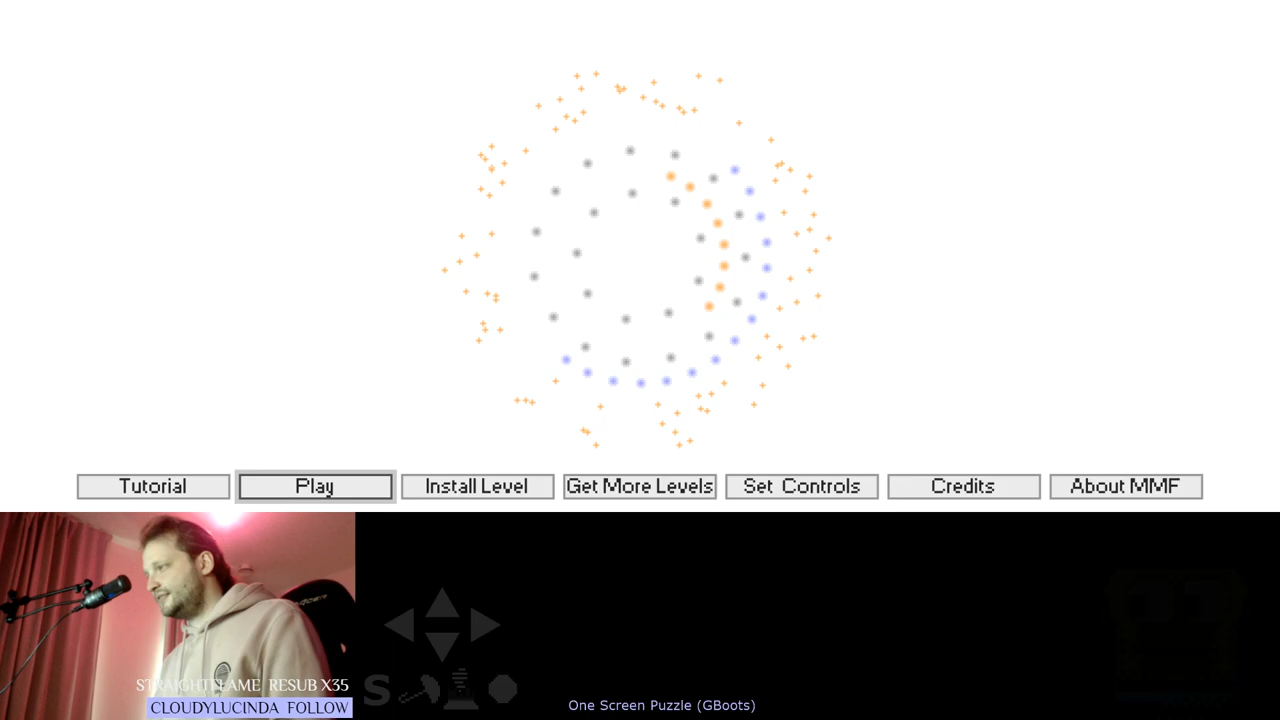 Tutorial
Play
Install Level
Get More Levels
Set Controls
Credits
About MMF
STRAIGHTFLAME RESUB X35
CLOUDYLUCINDA FOLLOW
S
One Screen Puzzle (GBoots)